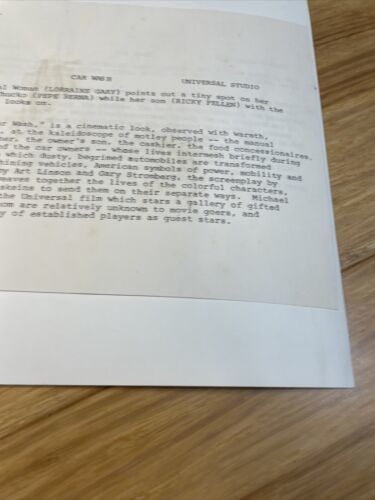 CAR WASH UNIVERSAL STUDIO
al Woman (LORRAINE GARY) points out a tiny spot on her
Chuko (PEPE SERNA) while her son (RICKY FELLEN) with the
looks on.
ar Wash," is a cinematic look, observed with warmth,
, at the kaleidoscope of motley people -- the manual
the owner's son, the cashier, the food concessionaires,
nd the car owners -- whose lives intermesh briefly during
which dusty, begrimed automobiles are transformed
hining vehicles, American symbols of power, mobility and
by Art Linson and Gary Stromberg, the screenplay by
weaves together the lives of the colorful characters,
skeins to send them on their separate ways. Michael
the Universal film which stars a gallery of gifted
hom are relatively unknown to movie goers, and
y of established players as guest stars.